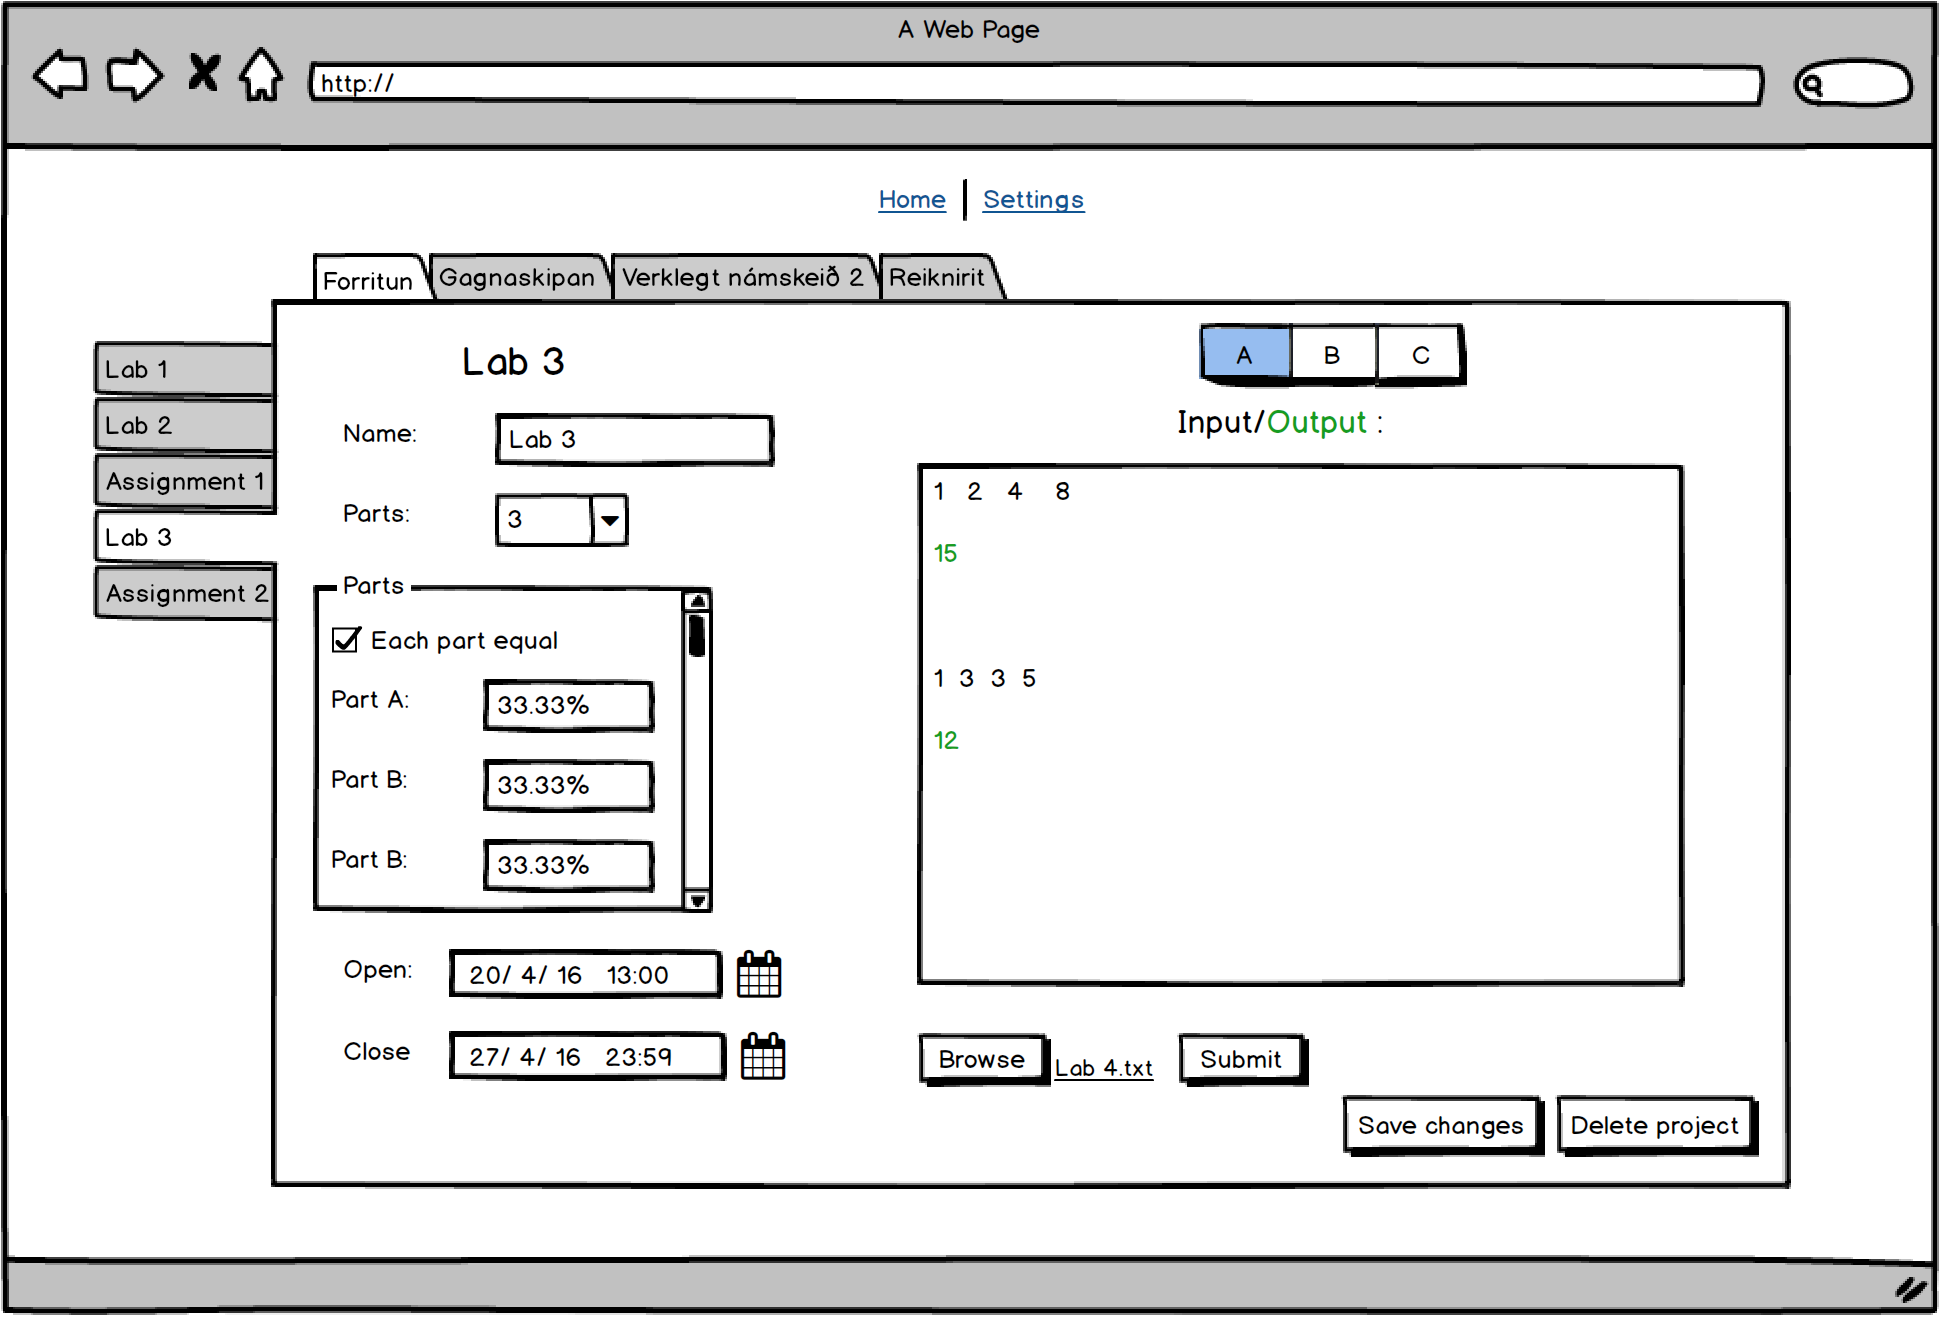 A Web Page
http://
Home Settings
Forritun Gagnaskipan Verklegt námskeið 2 Reiknirit
Lab 1
Lab 2
Assignment 1
Lab 3
Assignment 2
Lab 3
Name: Lab 3
Parts: 3
Parts
Each part equal
Part A: 33.33%
Part B: 33.33%
Part B: 33.33%
Open: 20/ 4/ 16 13:00
Close 27/ 4/ 16 23:59
A B C
Input/Output :
1 2 4 8
15
1 3 3 5
12
Browse Lab 4.txt Submit
Save changes Delete project